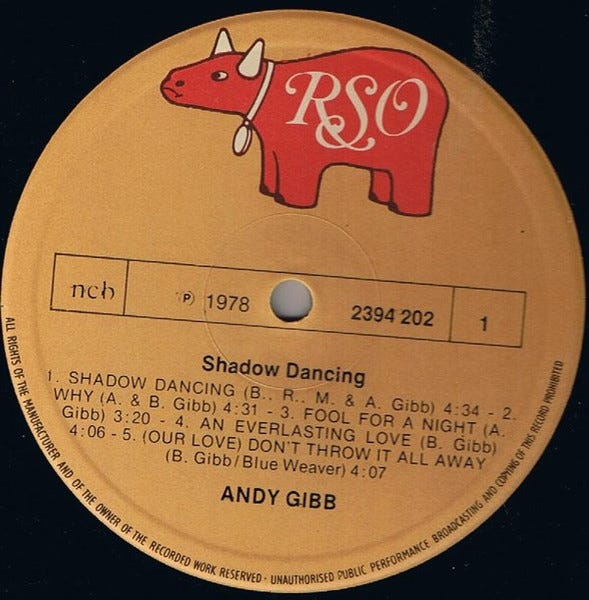 RSO
ncb
℗ 1978
2394 202
1
Shadow Dancing
1. SHADOW DANCING (B., R., M. & A. Gibb) 4:34 - 2.
WHY (A. & B. Gibb) 4:31 - 3. FOOL FOR A NIGHT (A.
Gibb) 3:20 - 4. AN EVERLASTING LOVE (B. Gibb)
4:06 - 5. (OUR LOVE) DON'T THROW IT ALL AWAY
(B. Gibb/Blue Weaver) 4:07
ANDY GIBB
ALL RIGHTS OF THE MANUFACTURER AND OF THE OWNER OF THE RECORDED WORK RESERVED · UNAUTHORISED PUBLIC PERFORMANCE BROADCASTING AND COPYING OF THIS RECORD PROHIBITED